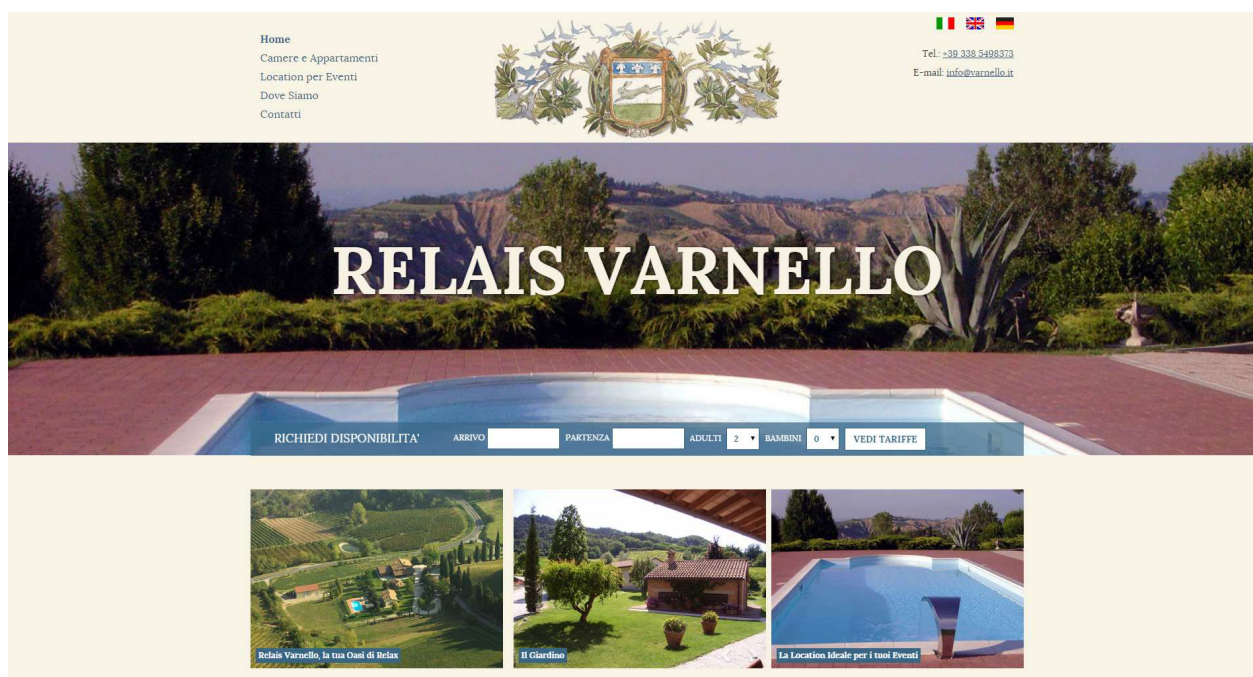 Home
Camere e Appartamenti
Location per Eventi
Dove Siamo
Contatti
Tel.: +39 338 5498373
E-mail: info@varnello.it
RELAIS VARNELLO
RICHIEDI DISPONIBILITA' ARRIVO PARTENZA ADULTI 2 BAMBINI 0 VEDI TARIFFE
Relais Varnello, la tua Oasi di Relax
Il Giardino
La Location Ideale per i tuoi Eventi